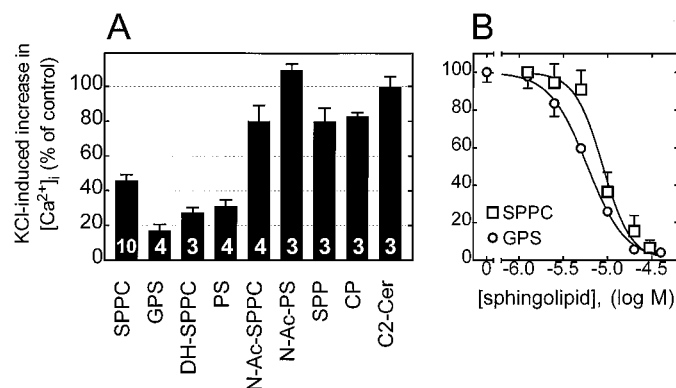 A
KCl-induced increase in
[Ca2+]i (% of control)
100
80
60
40
20
0
10
4
3
4
4
3
3
3
3
SPPC
GPS
DH-SPPC
PS
N-Ac-SPPC
N-Ac-PS
SPP
CP
C2-Cer
B
100
80
60
40
20
0
SPPC
GPS
0
-6.0
-5.5
-5.0
-4.5
[sphingolipid], (log M)